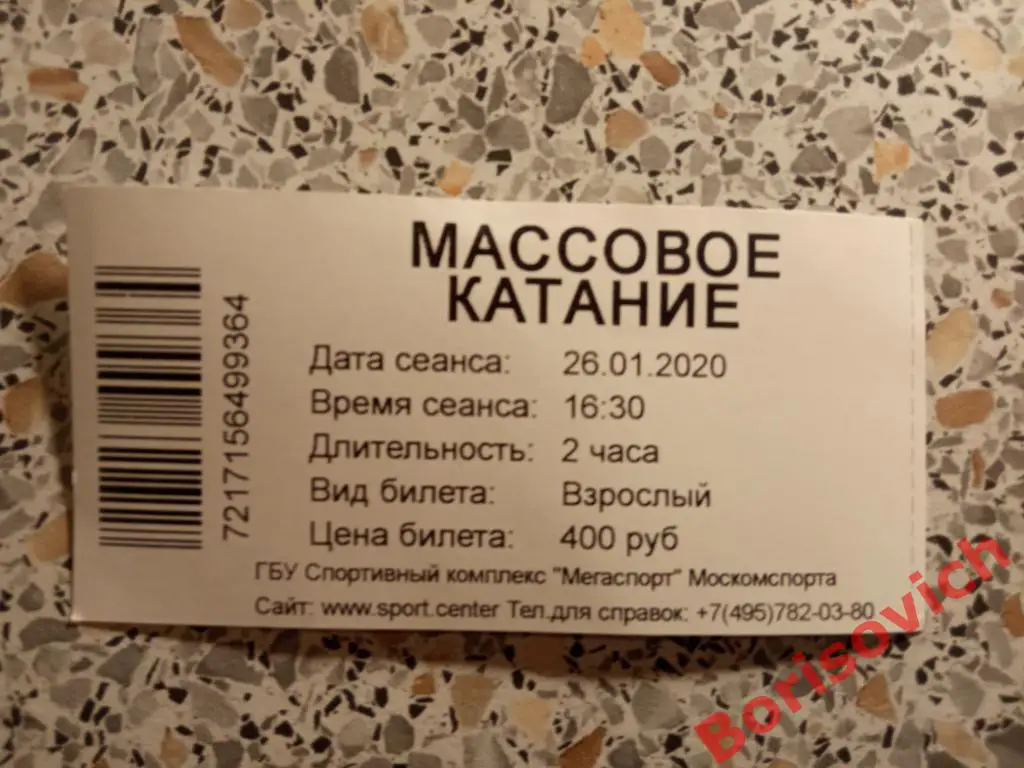 МАССОВОЕ
КАТАНИЕ
Дата сеанса: 26.01.2020
Время сеанса: 16:30
Длительность: 2 часа
Вид билета: Взрослый
Цена билета: 400 руб
ГБУ Спортивный комплекс "Мегаспорт" Москомспорта
Сайт: www.sport.center Тел.для справок: +7(495)782-03-80
7217156499364
Borisovich